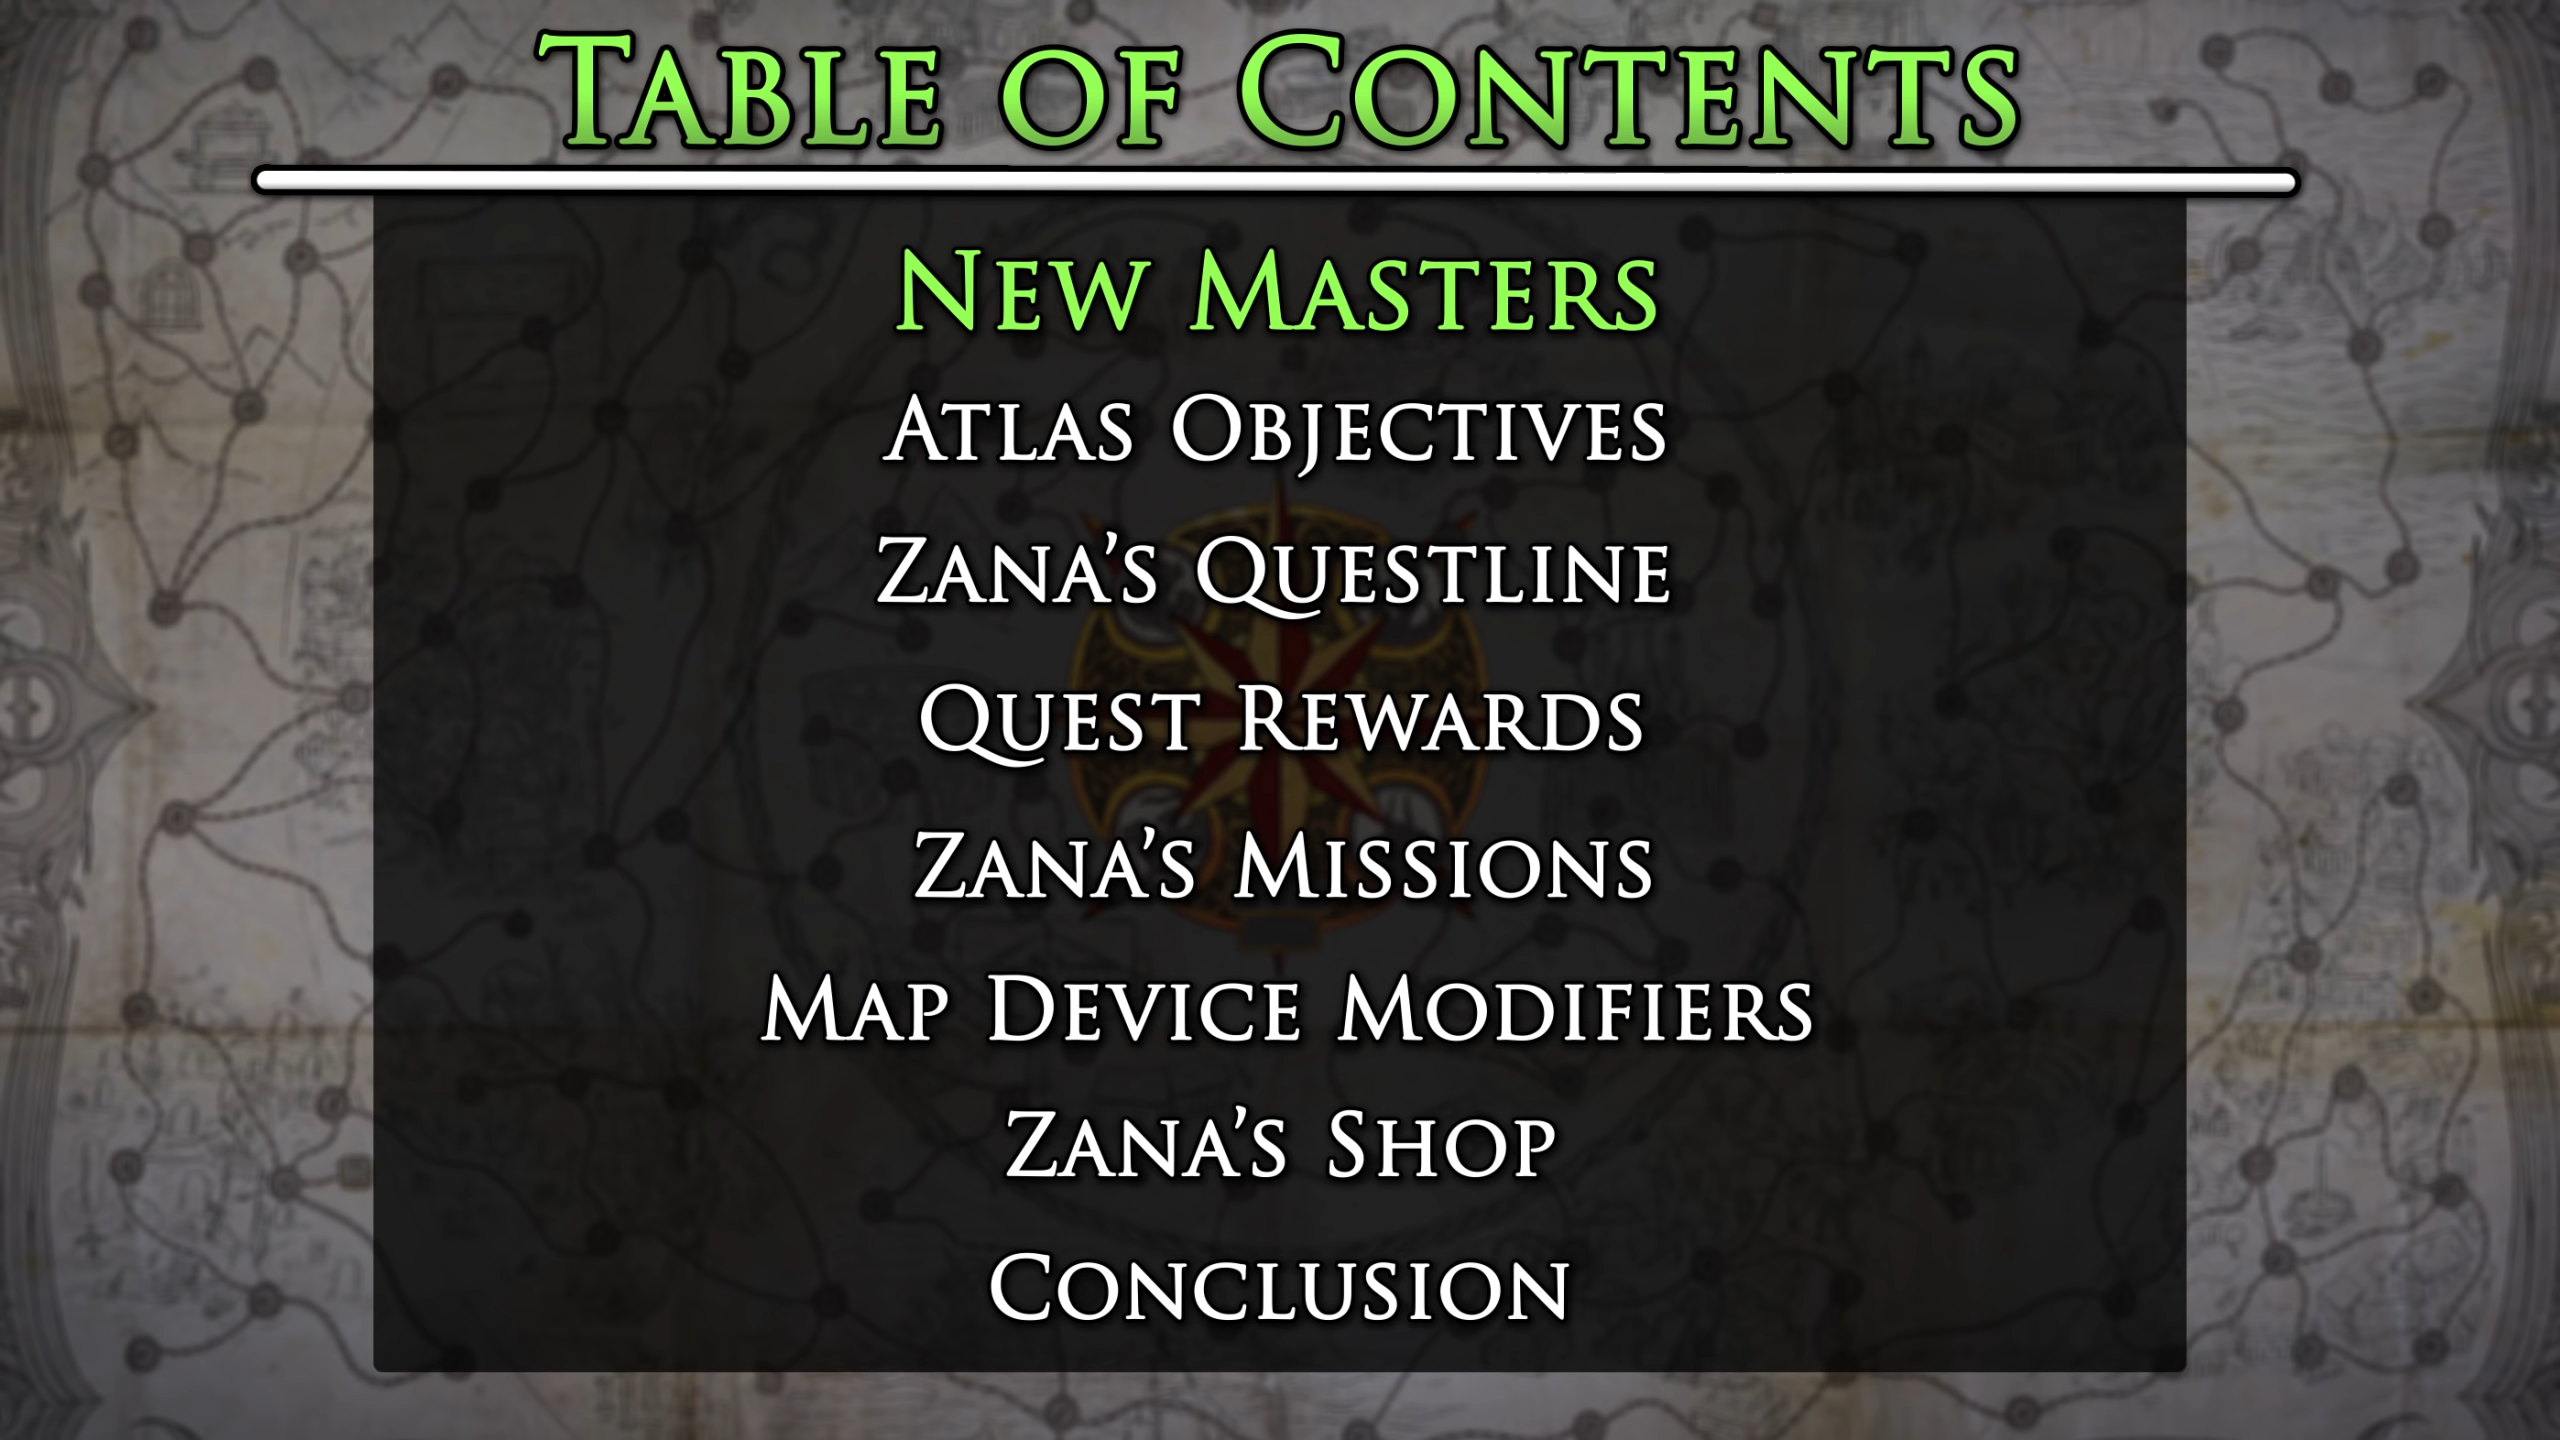 Table of Contents
New Masters
Atlas Objectives
Zana's Questline
Quest Rewards
Zana's Missions
Map Device Modifiers
Zana's Shop
Conclusion